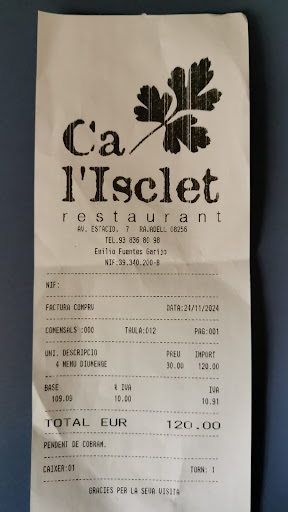 Ca
l'Isclet
restaurant
AV. ESTACIO, 7 RAJADELL 08256
TEL.93 836 80 98
Emilio Fuentes Garijo
NIF:39.340.200-B
NIF:
FACTURA COMPRV DATA:24/11/2024
COMENSALS :000 TAULA:012 PAG:001
UNI. DESCRIPCIO PREU IMPORT
4 MENU DIUMENGE 30.00 120.00
BASE % IVA IVA
109.09 10.00 10.91
TOTAL EUR 120.00
PENDENT DE COBRAM.
CAIXER:01 TURN: 1
GRACIES PER LA SEVA VISITA